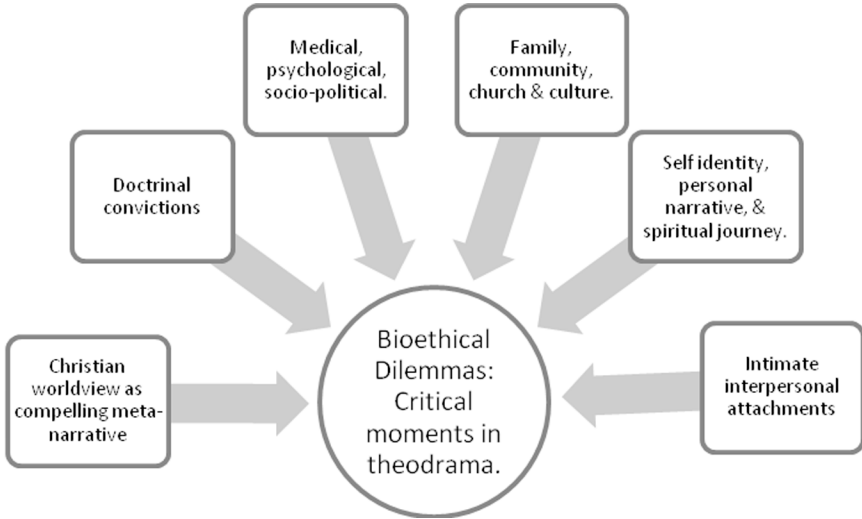 Medical,
psychological,
socio-political.
Family,
community,
church & culture.
Doctrinal
convictions
Self identity,
personal
narrative, &
spiritual journey.
Christian
worldview as
compelling meta-
narrative
Bioethical
Dilemmas:
Critical
moments in
theodrama.
Intimate
interpersonal
attachments